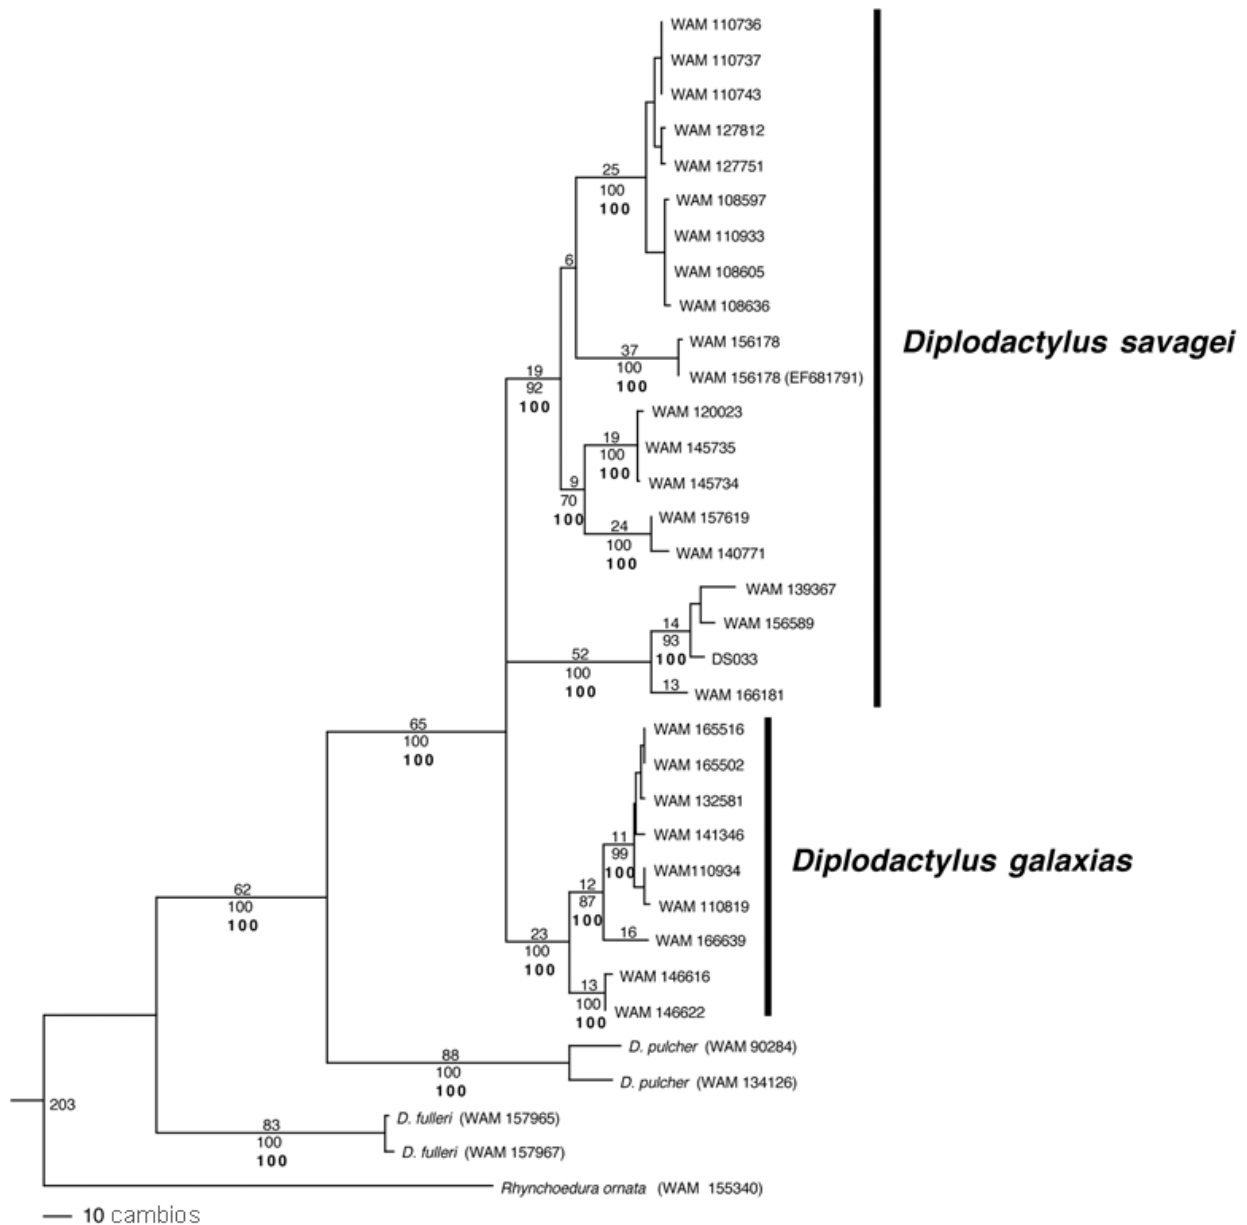 WAM 110736
WAM 110737
WAM 110743
WAM 127812
WAM 127751
25
100
100
WAM 108597
WAM 110933
6
WAM 108605
WAM 108636
Diplodactylus savagei
WAM 156178
37
100
100
WAM 156178 (EF681791)
19
92
100
WAM 120023
19
100
100
WAM 145735
WAM 145734
9
70
100
WAM 157619
24
100
100
WAM 140771
WAM 139367
WAM 156589
14
93
100
DS033
52
100
100
13
WAM 166181
65
100
100
WAM 165516
WAM 165502
WAM 132581
WAM 141346
11
99
100
Diplodactylus galaxias
WAM110934
12
87
100
WAM 110819
62
100
100
16
WAM 166639
23
100
100
WAM 146616
13
100
100
WAM 146622
D. pulcher (WAM 90284)
88
100
100
D. pulcher (WAM 134126)
203
D. fulleri (WAM 157965)
83
100
100
D. fulleri (WAM 157967)
Rhynchoedura ornata (WAM 155340)
10 cambios